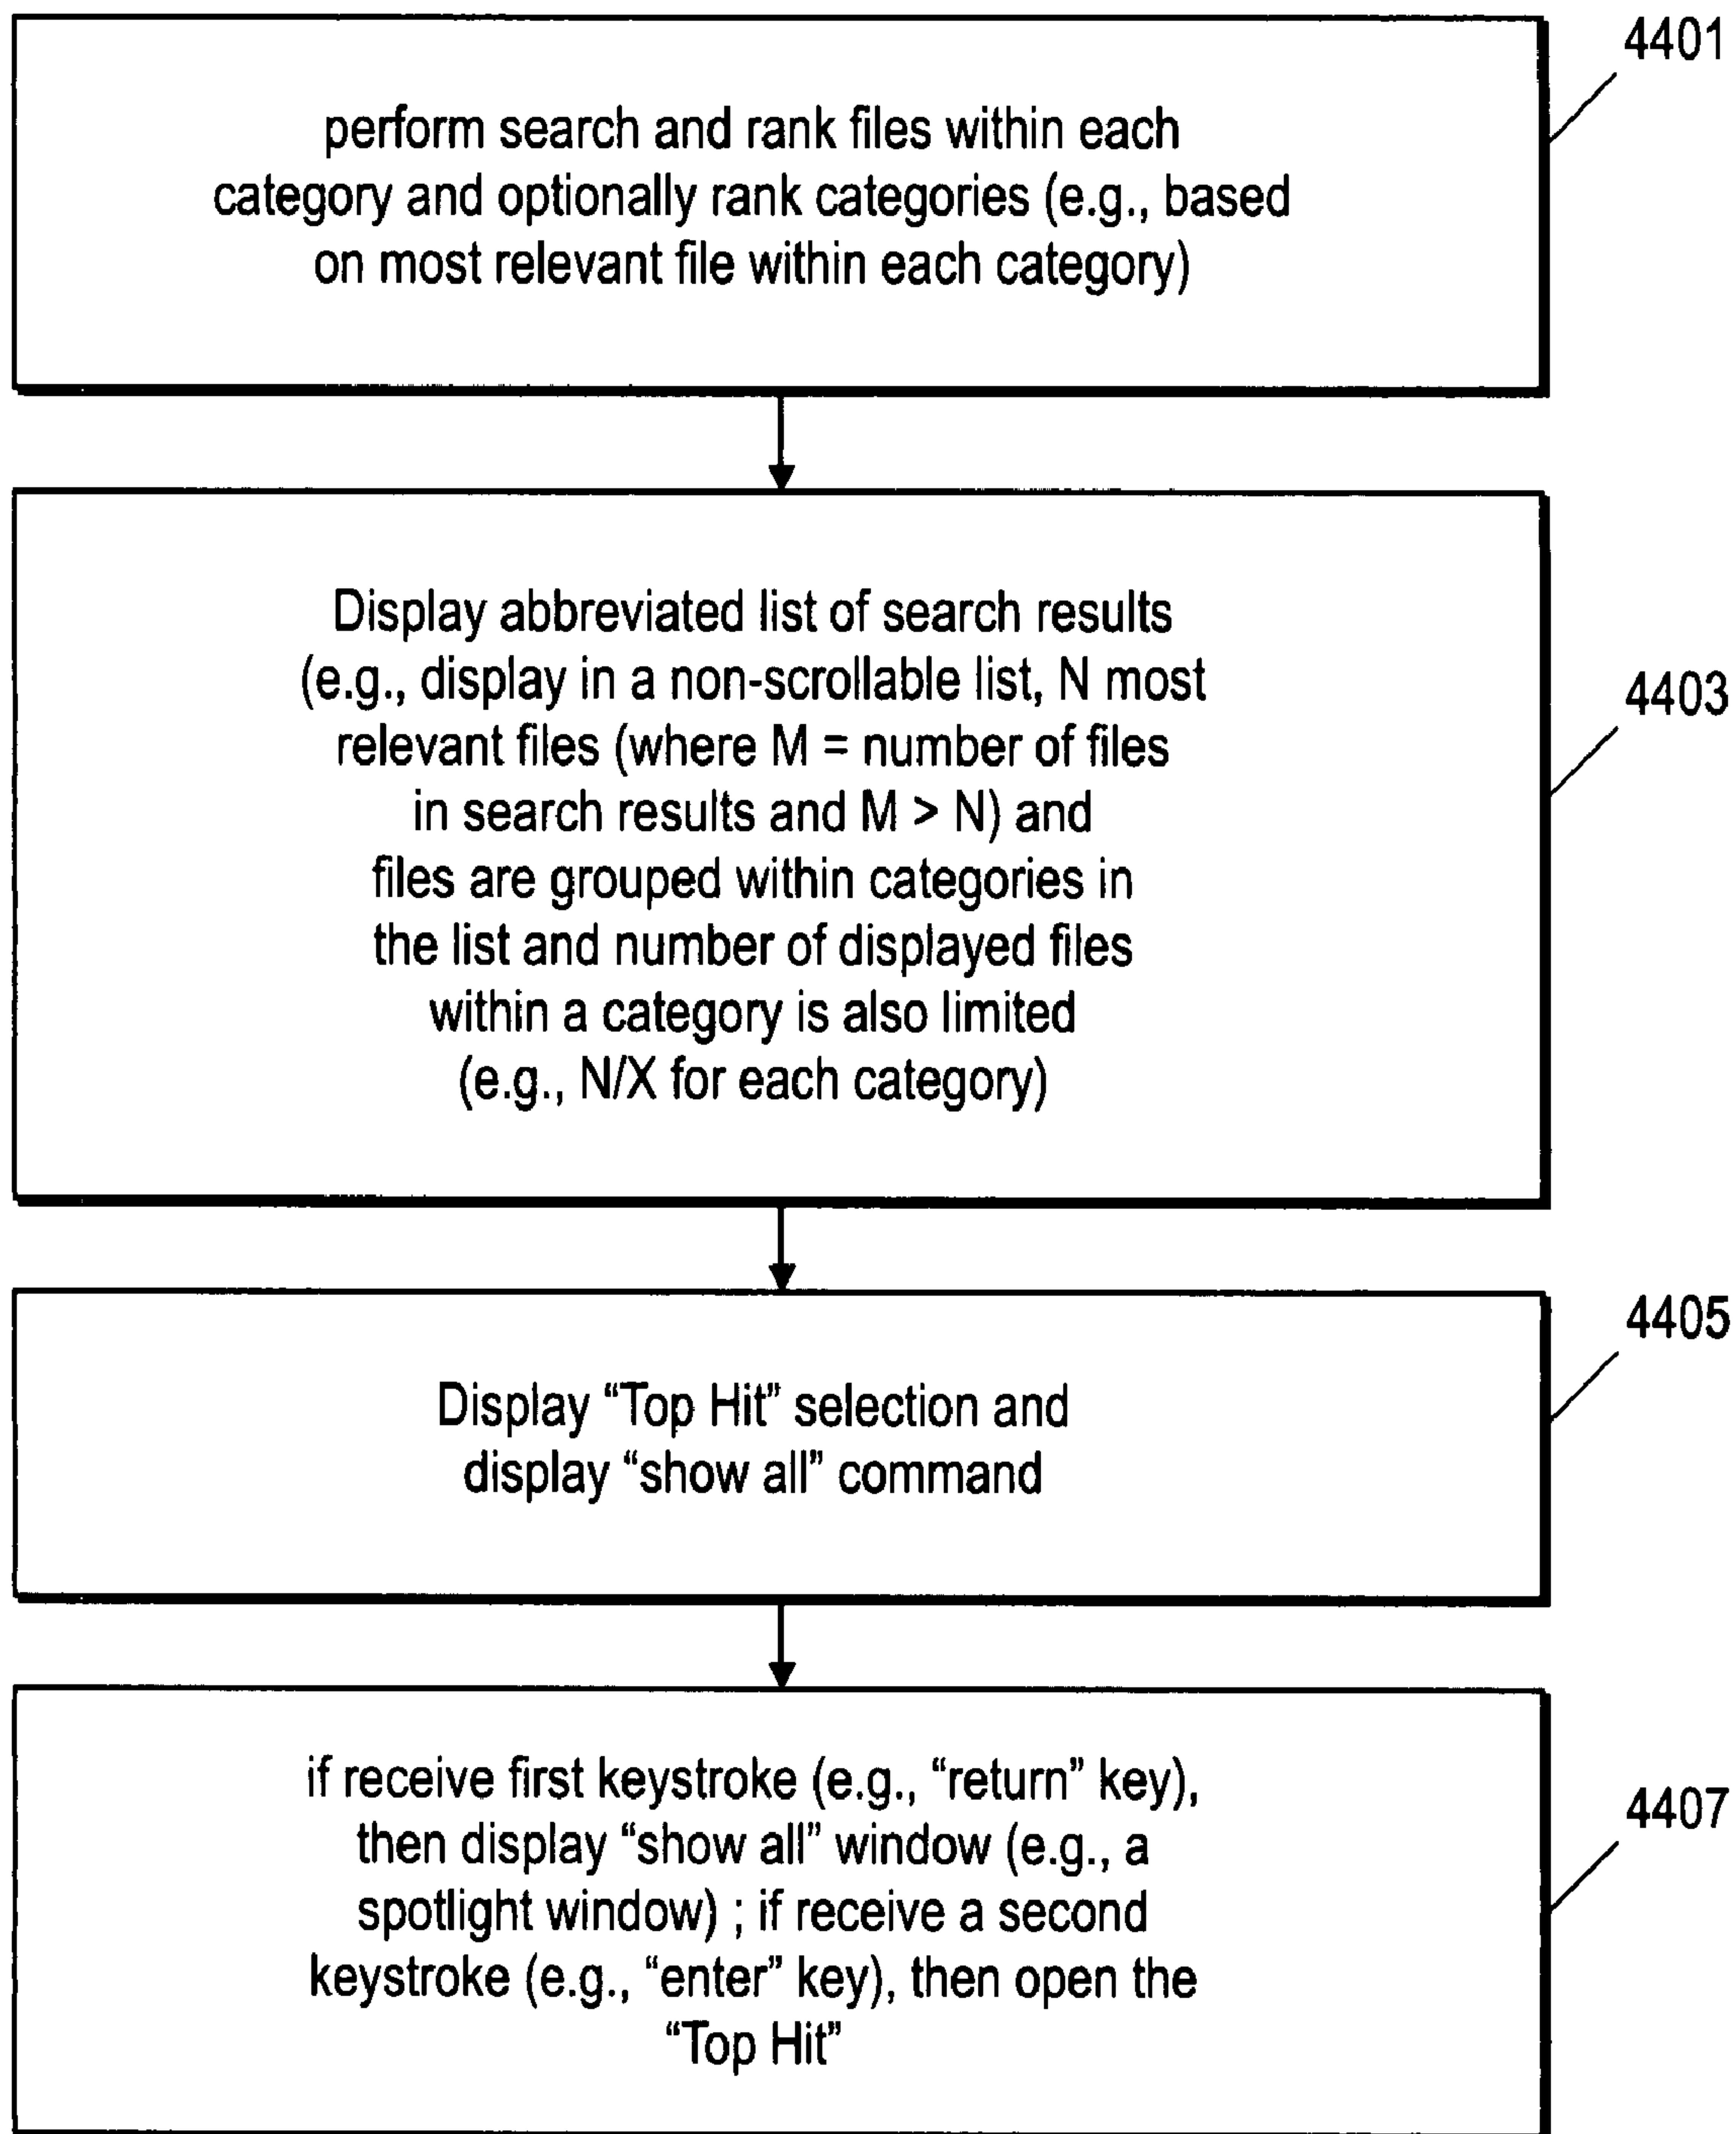 4401
perform search and rank files within each
category and optionally rank categories (e.g., based
on most relevant file within each category)
Display abbreviated list of search results
(e.g., display in a non-scrollable list, N most
relevant files (where M = number of files
in search results and M > N) and
files are grouped within categories in
the list and number of displayed files
within a category is also limited
(e.g., N/X for each category)
4403
Display “Top Hit” selection and
display “show all” command
4405
if receive first keystroke (e.g., “return” key),
then display “show all” window (e.g., a
spotlight window) ; if receive a second
keystroke (e.g., “enter” key), then open the
“Top Hit”
4407